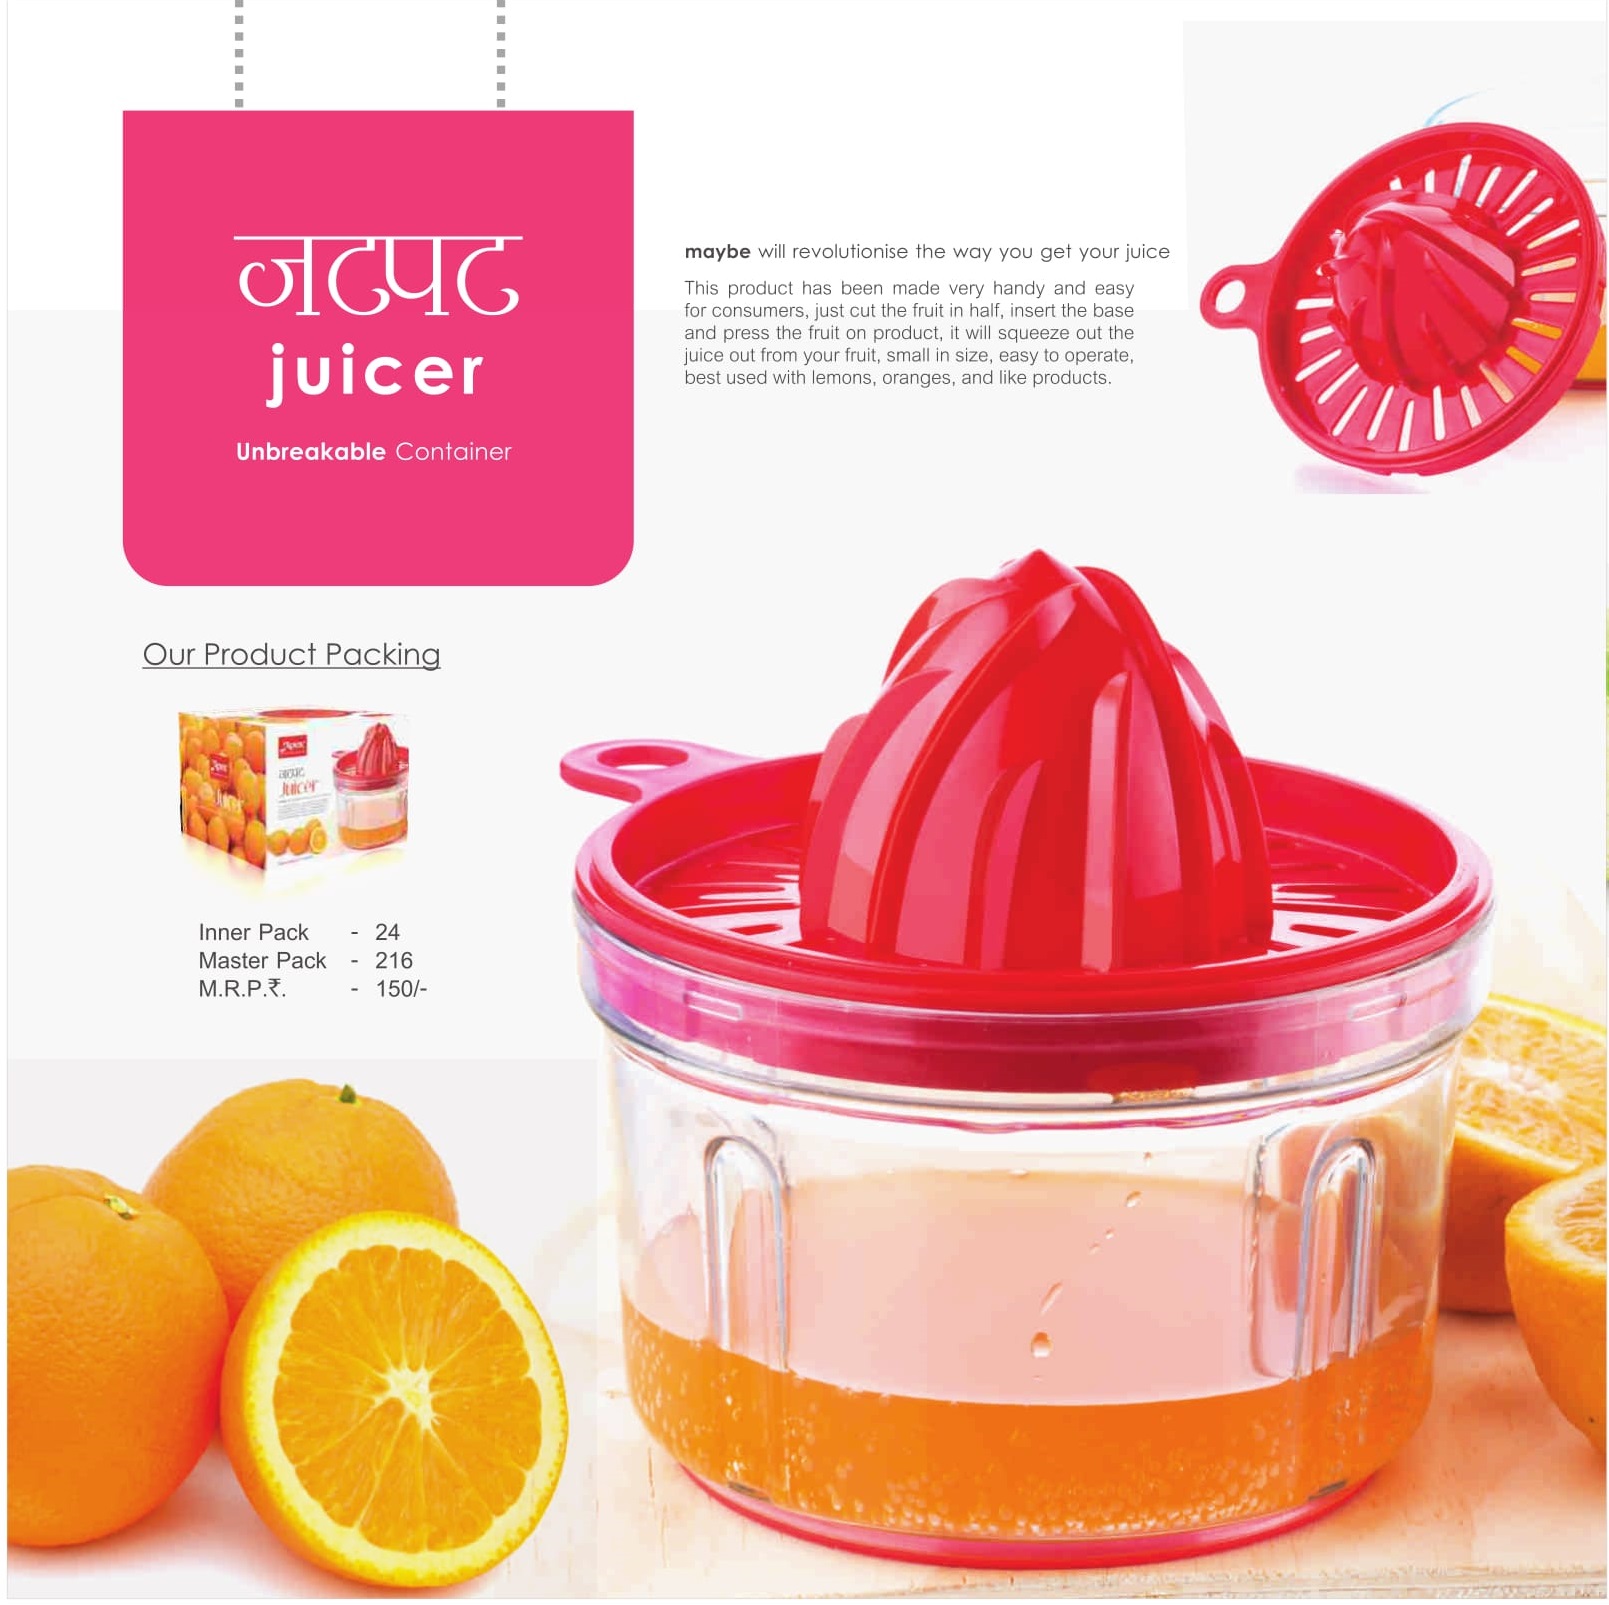 जटपट
juicer
Unbreakable Container
maybe will revolutionise the way you get your juice
This product has been made very handy and easy
for consumers, just cut the fruit in half, insert the base
and press the fruit on product, it will squeeze out the
juice out from your fruit, small in size, easy to operate,
best used with lemons, oranges, and like products.
Our Product Packing
जटपट
Juicer
Inner Pack - 24
Master Pack - 216
M.R.P.₹. - 150/-